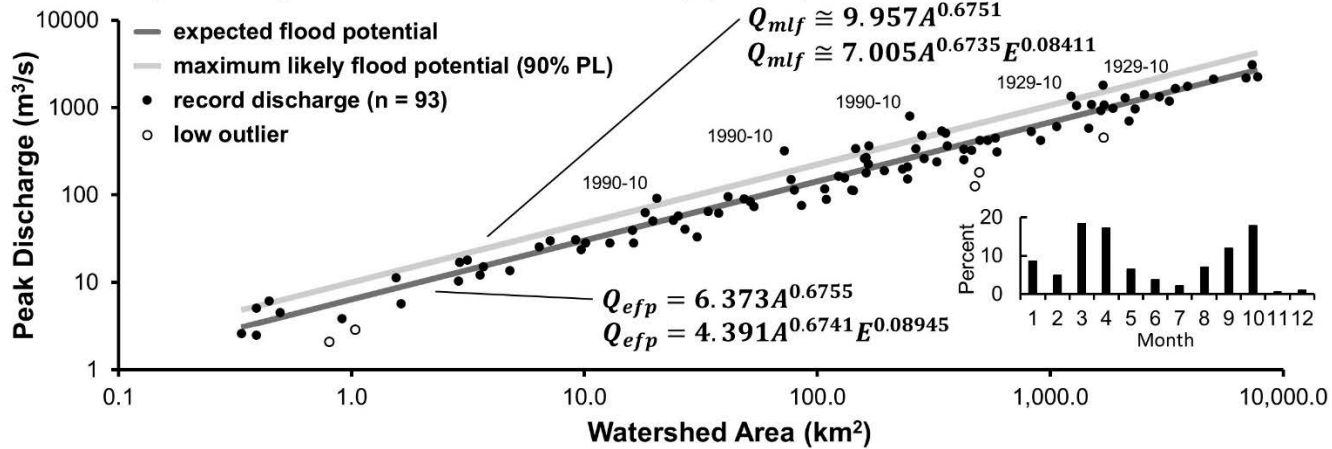 10000
1000
100
10
1
Peak Discharge (m³/s)
expected flood potential
maximum likely flood potential (90% PL)
record discharge (n = 93)
low outlier
Q_mlf ≅ 9.957A^0.6751
Q_mlf ≅ 7.005A^0.6735 E^0.08411
1990-10
1990-10
1990-10
1929-10
1929-10
Q_efp = 6.373A^0.6755
Q_efp = 4.391A^0.6741 E^0.08945
20
10
0
Percent
1 2 3 4 5 6 7 8 9 10 11 12
Month
0.1 1.0 10.0 100.0 1,000.0 10,000.0
Watershed Area (km²)